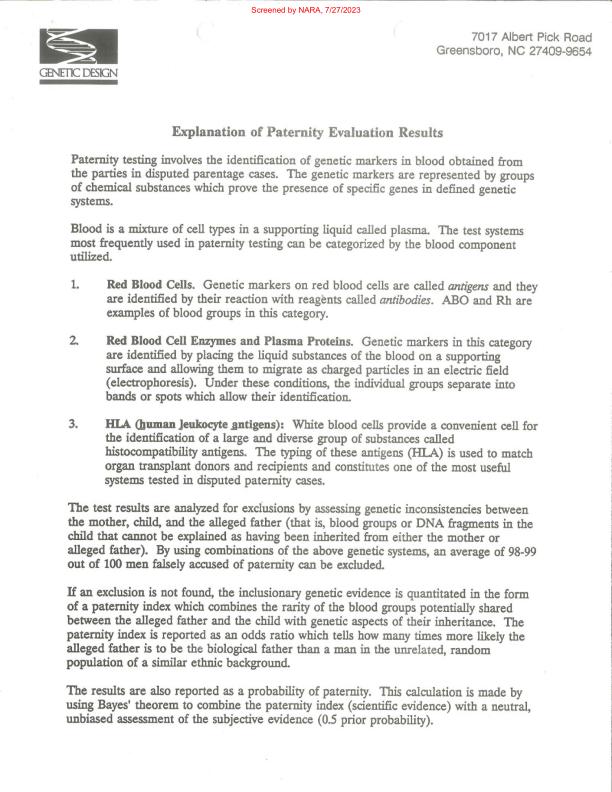 Screened by NARA, 7/27/2023
GENETIC DESIGN
7017 Albert Pick Road
Greensboro, NC 27409-9654
Explanation of Paternity Evaluation Results
Paternity testing involves the identification of genetic markers in blood obtained from
the parties in disputed parentage cases. The genetic markers are represented by groups
of chemical substances which prove the presence of specific genes in defined genetic
systems.
Blood is a mixture of cell types in a supporting liquid called plasma. The test systems
most frequently used in paternity testing can be categorized by the blood component
utilized.
1. Red Blood Cells. Genetic markers on red blood cells are called antigens and they
are identified by their reaction with reagents called antibodies. ABO and Rh are
examples of blood groups in this category.
2. Red Blood Cell Enzymes and Plasma Proteins. Genetic markers in this category
are identified by placing the liquid substances of the blood on a supporting
surface and allowing them to migrate as charged particles in an electric field
(electrophoresis). Under these conditions, the individual groups separate into
bands or spots which allow their identification.
3. HLA (human leukocyte antigens): White blood cells provide a convenient cell for
the identification of a large and diverse group of substances called
histocompatibility antigens. The typing of these antigens (HLA) is used to match
organ transplant donors and recipients and constitutes one of the most useful
systems tested in disputed paternity cases.
The test results are analyzed for exclusions by assessing genetic inconsistencies between
the mother, child, and the alleged father (that is, blood groups or DNA fragments in the
child that cannot be explained as having been inherited from either the mother or
alleged father). By using combinations of the above genetic systems, an average of 98-99
out of 100 men falsely accused of paternity can be excluded.
If an exclusion is not found, the inclusionary genetic evidence is quantitated in the form
of a paternity index which combines the rarity of the blood groups potentially shared
between the alleged father and the child with genetic aspects of their inheritance. The
paternity index is reported as an odds ratio which tells how many times more likely the
alleged father is to be the biological father than a man in the unrelated, random
population of a similar ethnic background.
The results are also reported as a probability of paternity. This calculation is made by
using Bayes' theorem to combine the paternity index (scientific evidence) with a neutral,
unbiased assessment of the subjective evidence (0.5 prior probability).